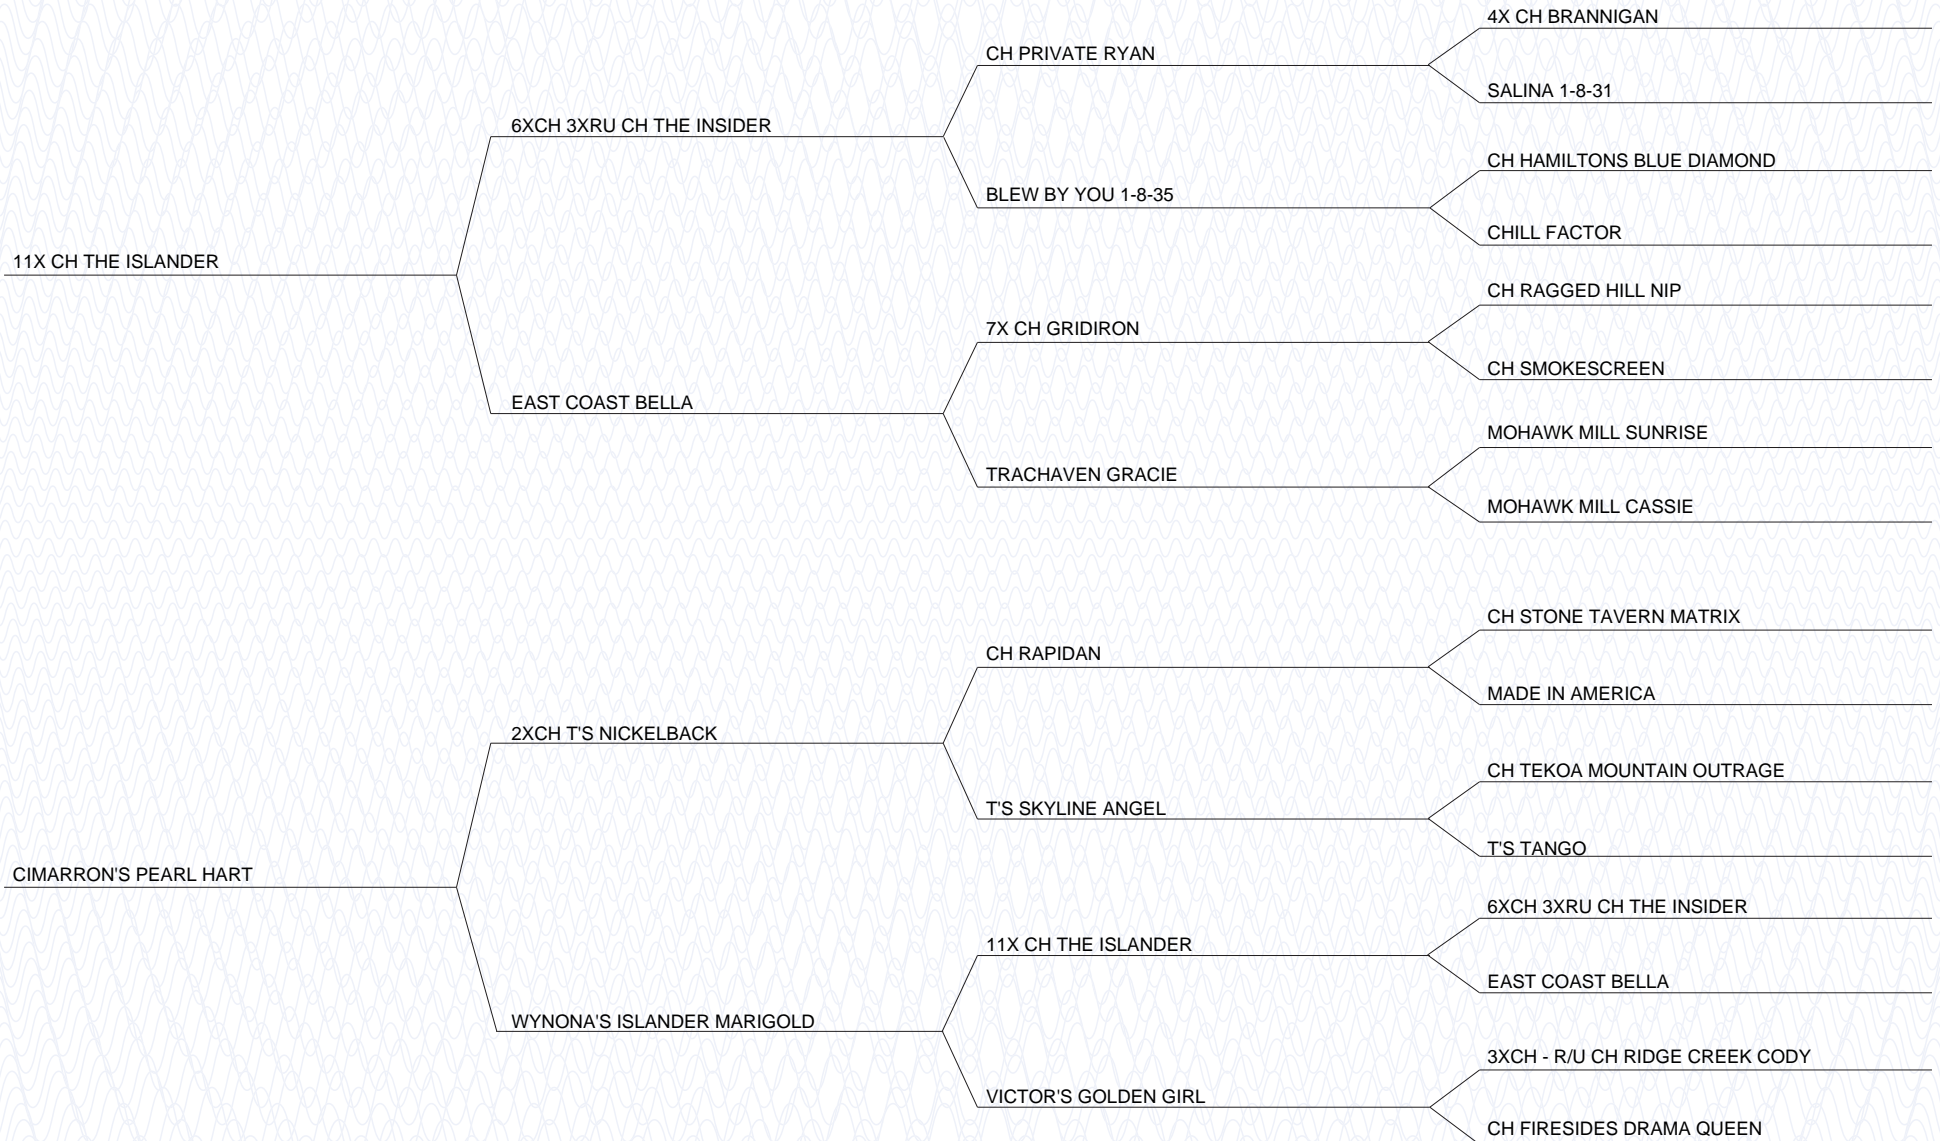 4X CH BRANNIGAN
CH PRIVATE RYAN
SALINA 1-8-31
6XCH 3XRU CH THE INSIDER
CH HAMILTONS BLUE DIAMOND
BLEW BY YOU 1-8-35
CHILL FACTOR
11X CH THE ISLANDER
CH RAGGED HILL NIP
7X CH GRIDIRON
CH SMOKESCREEN
EAST COAST BELLA
MOHAWK MILL SUNRISE
TRACHAVEN GRACIE
MOHAWK MILL CASSIE
CH STONE TAVERN MATRIX
CH RAPIDAN
MADE IN AMERICA
2XCH T'S NICKELBACK
CH TEKOA MOUNTAIN OUTRAGE
T'S SKYLINE ANGEL
T'S TANGO
CIMARRON'S PEARL HART
6XCH 3XRU CH THE INSIDER
11X CH THE ISLANDER
EAST COAST BELLA
WYNONA'S ISLANDER MARIGOLD
3XCH - R/U CH RIDGE CREEK CODY
VICTOR'S GOLDEN GIRL
CH FIRESIDES DRAMA QUEEN